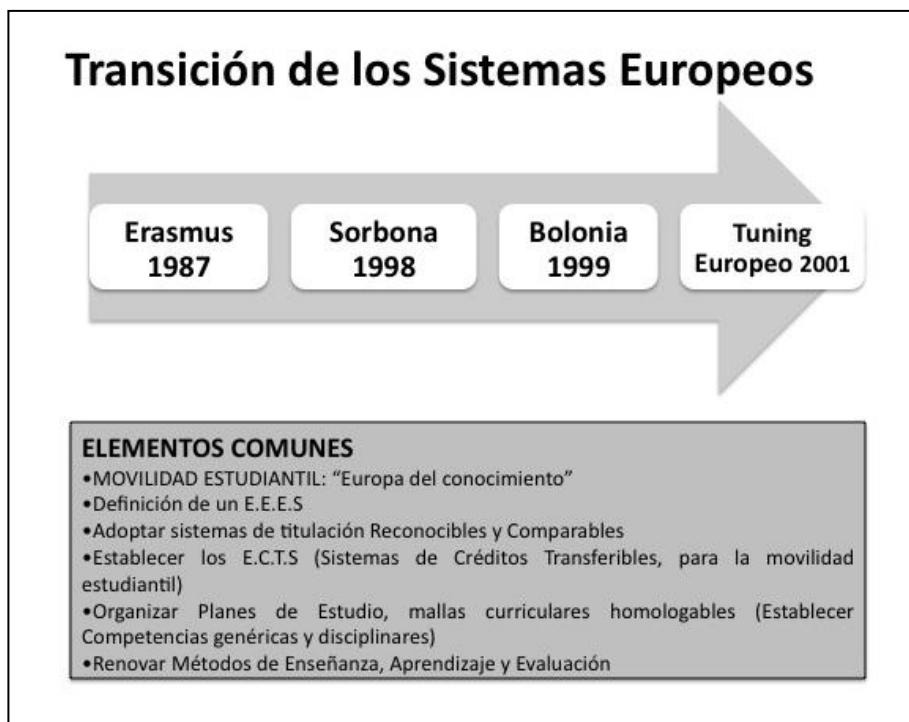 Transición de los Sistemas Europeos
Erasmus
1987
Sorbona
1998
Bolonia
1999
Tuning
Europeo 2001
ELEMENTOS COMUNES
•MOVILIDAD ESTUDIANTIL: “Europa del conocimiento”
•Definición de un E.E.E.S
•Adoptar sistemas de titulación Reconocibles y Comparables
•Establecer los E.C.T.S (Sistemas de Créditos Transferibles, para la movilidad
estudiantil)
•Organizar Planes de Estudio, mallas curriculares homologables (Establecer
Competencias genéricas y disciplinares)
•Renovar Métodos de Enseñanza, Aprendizaje y Evaluación